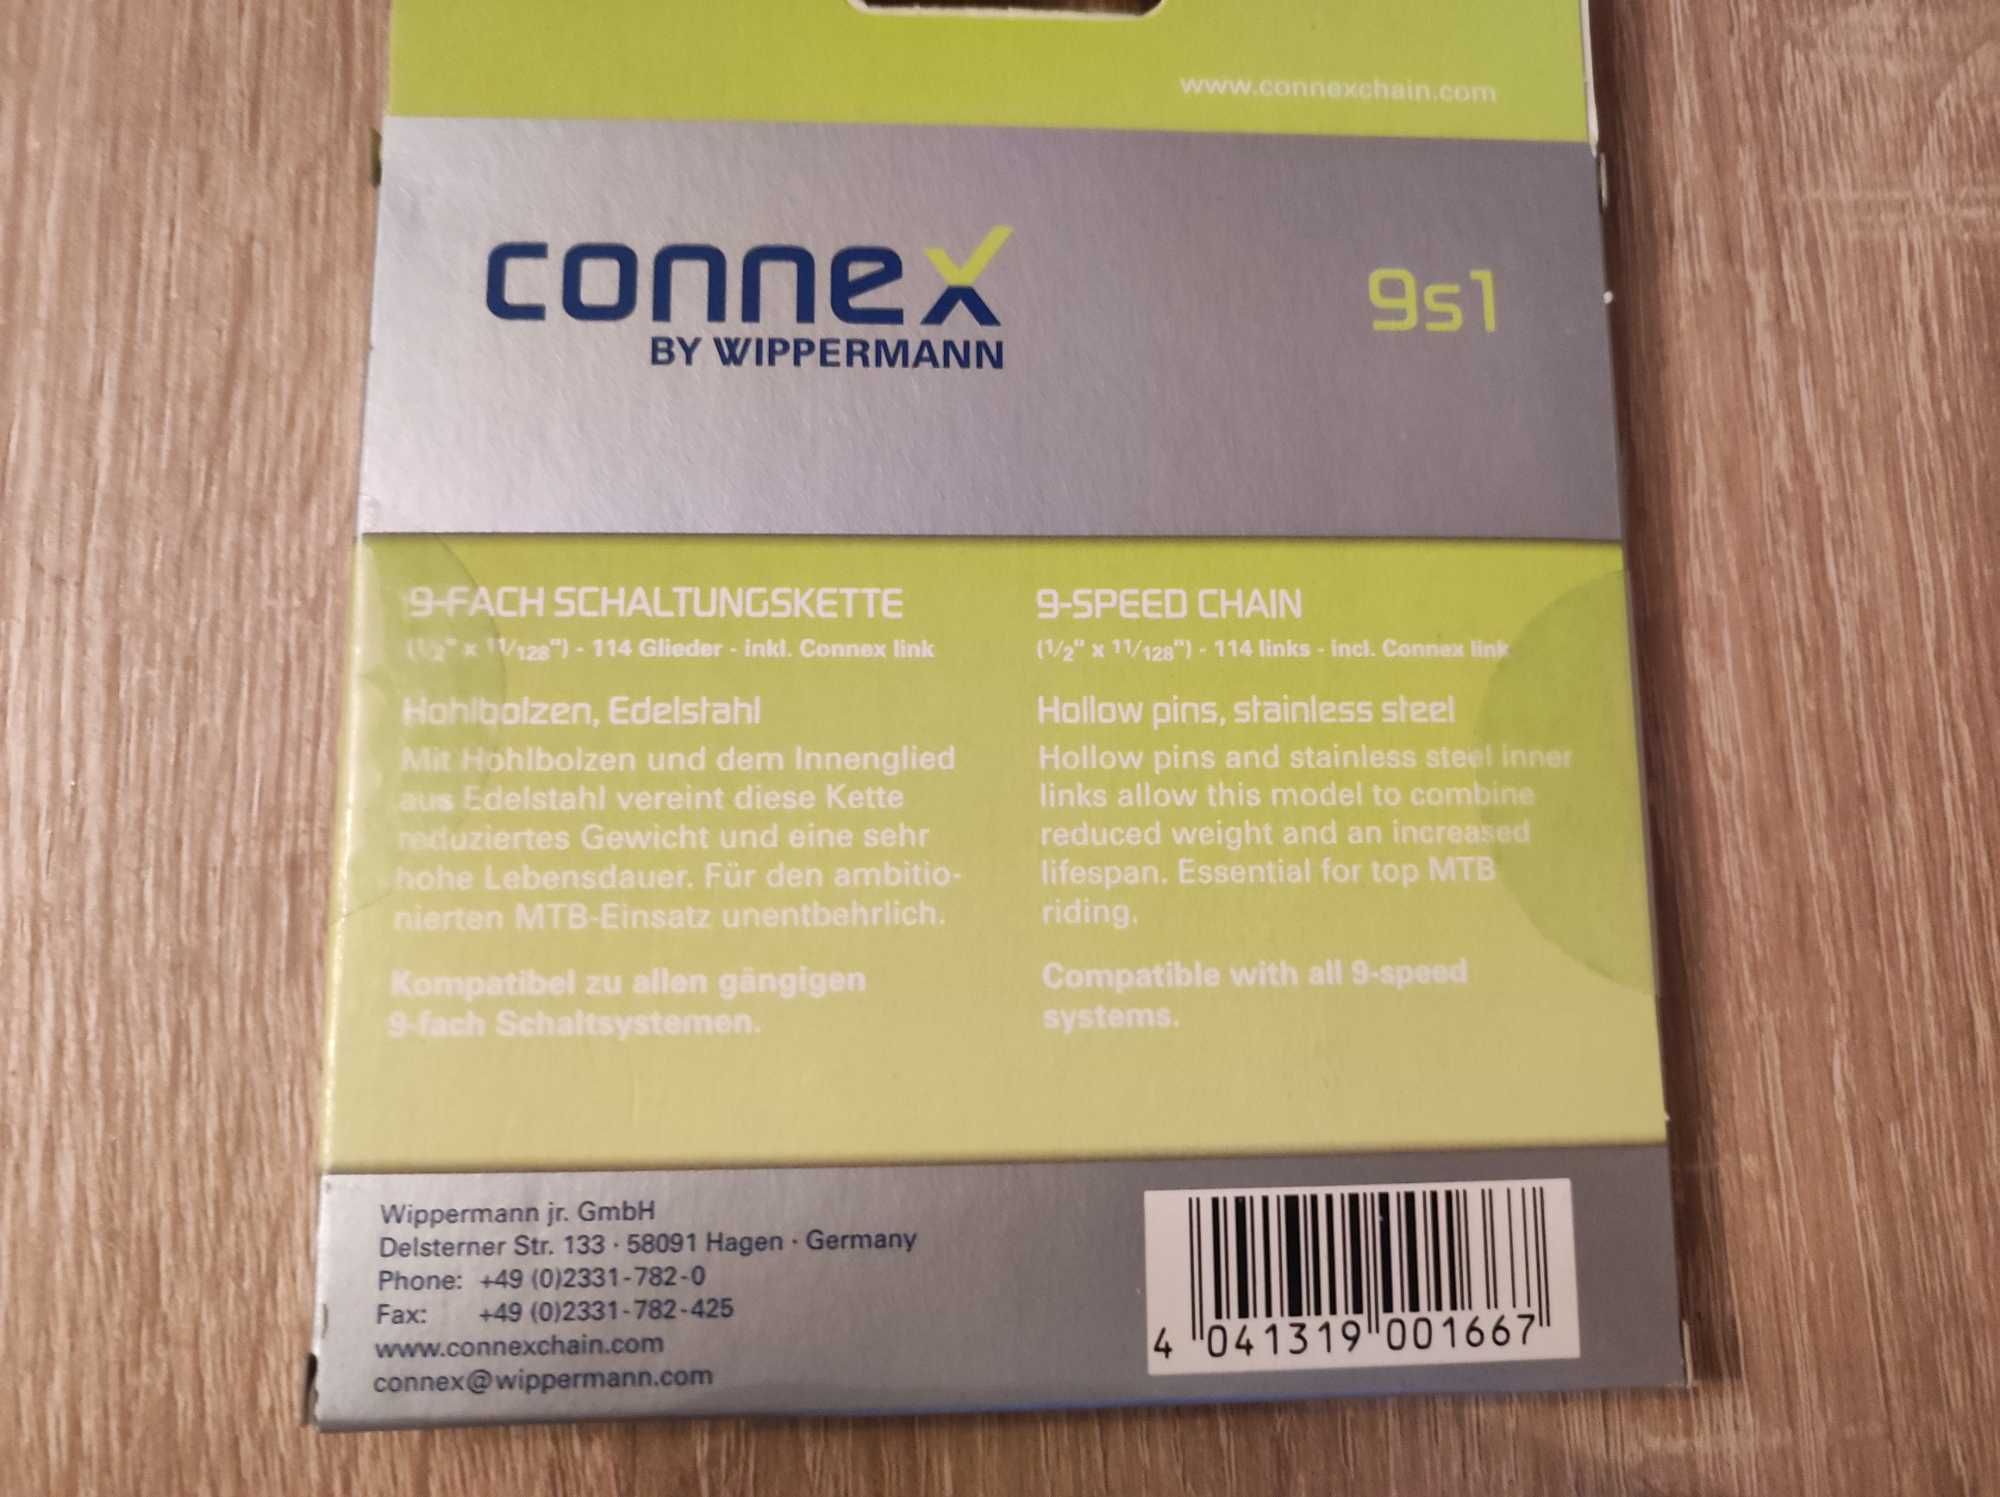 www.connexchain.com
connex
BY WIPPERMANN
9s1
9-FACH SCHALTUNGSKETTE
(1/2" x 11/128") - 114 Glieder - inkl. Connex link
Hohlbolzen, Edelstahl
Mit Hohlbolzen und dem Innenglied
aus Edelstahl vereint diese Kette
reduziertes Gewicht und eine sehr
hohe Lebensdauer. Für den ambitio-
nierten MTB-Einsatz unentbehrlich.
Kompatibel zu allen gängigen
9-fach Schaltsystemen.
9-SPEED CHAIN
(1/2" x 11/128") - 114 links - incl. Connex link
Hollow pins, stainless steel
Hollow pins and stainless steel inner
links allow this model to combine
reduced weight and an increased
lifespan. Essential for top MTB
riding.
Compatible with all 9-speed
systems.
Wippermann jr. GmbH
Delsterner Str. 133 · 58091 Hagen · Germany
Phone: +49 (0)2331-782-0
Fax: +49 (0)2331-782-425
www.connexchain.com
connex@wippermann.com
4 041319 001667